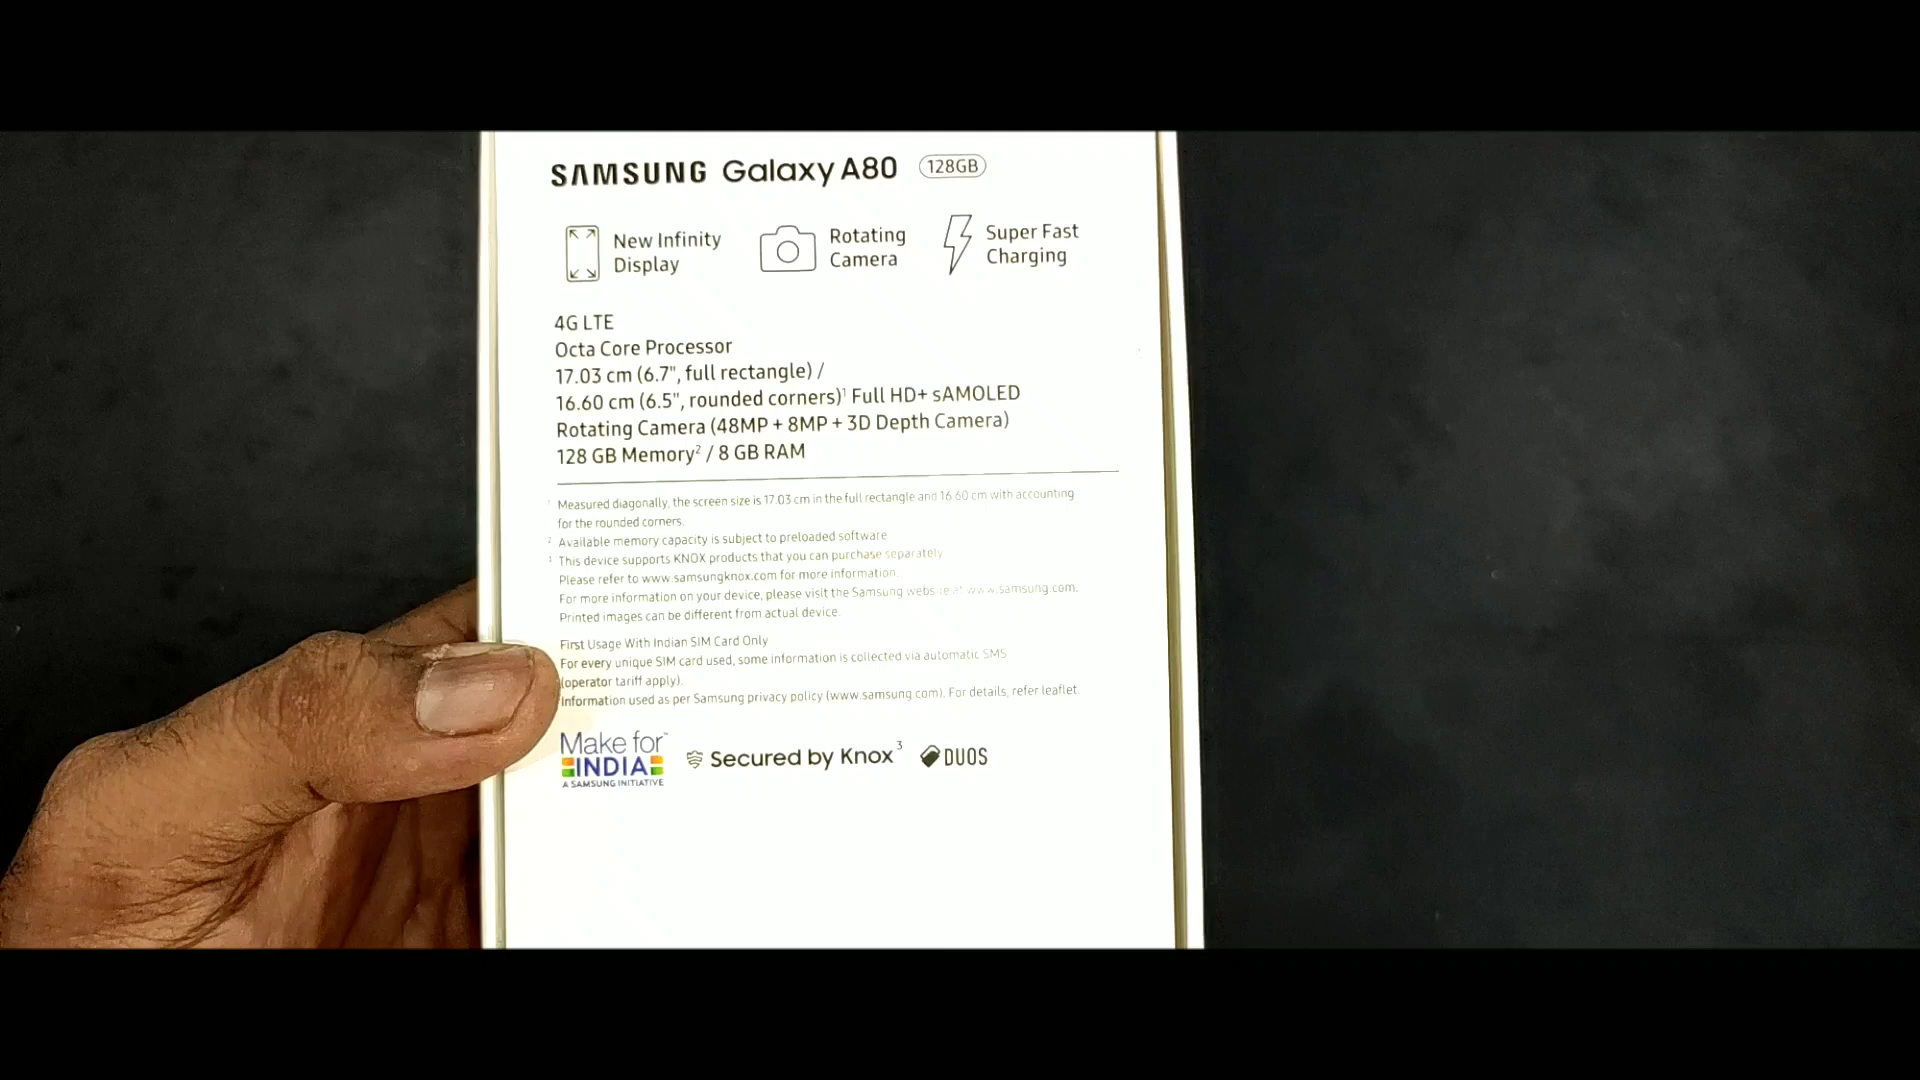 SAMSUNG Galaxy A80 128GB
New Infinity Display
Rotating Camera
Super Fast Charging
4G LTE
Octa Core Processor
17.03 cm (6.7", full rectangle) /
16.60 cm (6.5", rounded corners)¹ Full HD+ sAMOLED
Rotating Camera (48MP + 8MP + 3D Depth Camera)
128 GB Memory² / 8 GB RAM
¹ Measured diagonally, the screen size is 17.03 cm in the full rectangle and 16.60 cm with accounting
for the rounded corners.
² Available memory capacity is subject to preloaded software
³ This device supports KNOX products that you can purchase separately.
Please refer to www.samsungknox.com for more information.
For more information on your device, please visit the Samsung website at www.samsung.com.
Printed images can be different from actual device.
First Usage With Indian SIM Card Only
For every unique SIM card used, some information is collected via automatic SMS
(operator tariff apply).
Information used as per Samsung privacy policy (www.samsung.com). For details, refer leaflet.
Make for™
INDIA
A SAMSUNG INITIATIVE
Secured by Knox³
DUOS